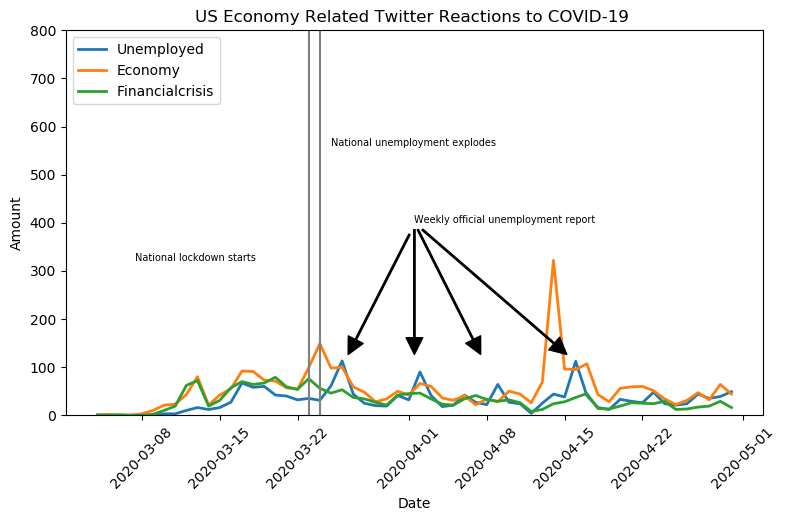 US Economy Related Twitter Reactions to COVID-19
800
700
600
500
400
300
200
100
0
Amount
Unemployed
Economy
Financialcrisis
National unemployment explodes
Weekly official unemployment report
National lockdown starts
2020-03-08
2020-03-15
2020-03-22
2020-04-01
2020-04-08
2020-04-15
2020-04-22
2020-05-01
Date